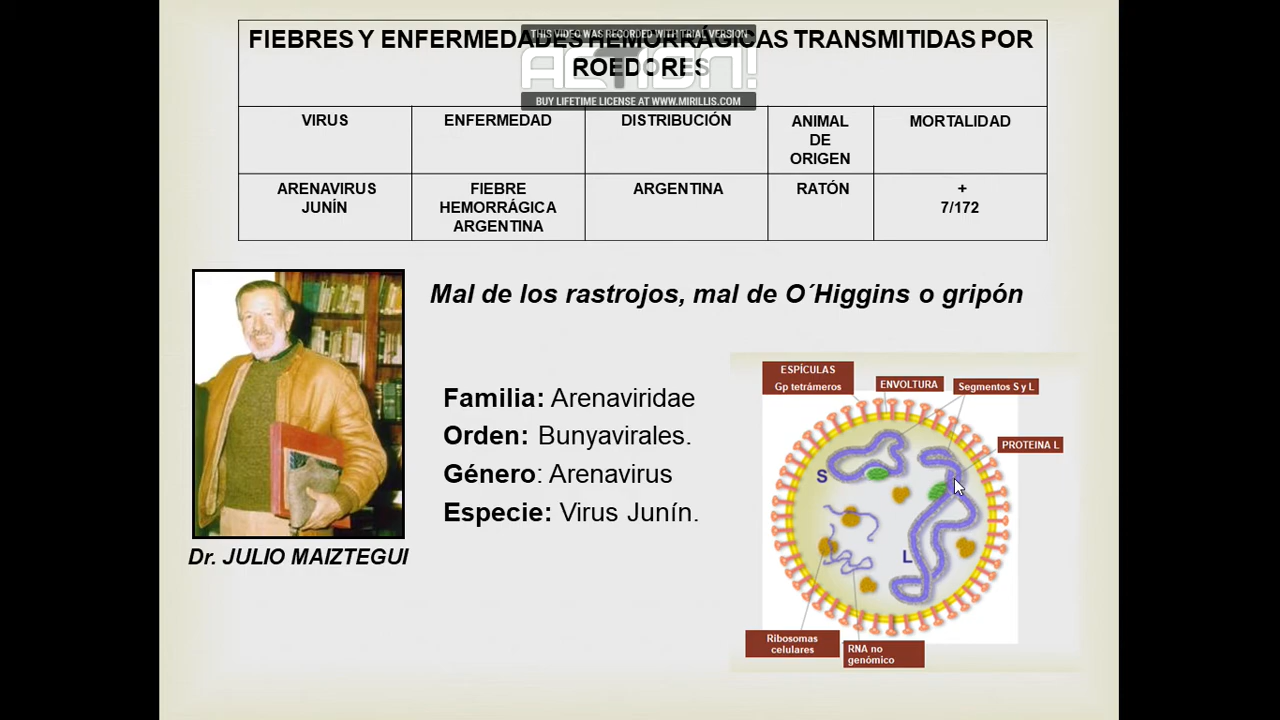 THIS VIDEO WAS RECORDED WITH TRIAL VERSION
FIEBRES Y ENFERMEDADES HEMORRÁGICAS TRANSMITIDAS POR
ROEDORES
ACTION!
BUY LIFETIME LICENSE AT WWW.MIRILLIS.COM
VIRUS
ENFERMEDAD
DISTRIBUCIÓN
ANIMAL
DE
ORIGEN
MORTALIDAD
ARENAVIRUS
JUNÍN
FIEBRE
HEMORRÁGICA
ARGENTINA
ARGENTINA
RATÓN
+
7/172
Mal de los rastrojos, mal de O´Higgins o gripón
Familia: Arenaviridae
Orden: Bunyavirales.
Género: Arenavirus
Especie: Virus Junín.
Dr. JULIO MAIZTEGUI
ESPÍCULAS
Gp tetrámeros
ENVOLTURA
Segmentos S y L
PROTEINA L
S
L
Ribosomas
celulares
RNA no
genómico